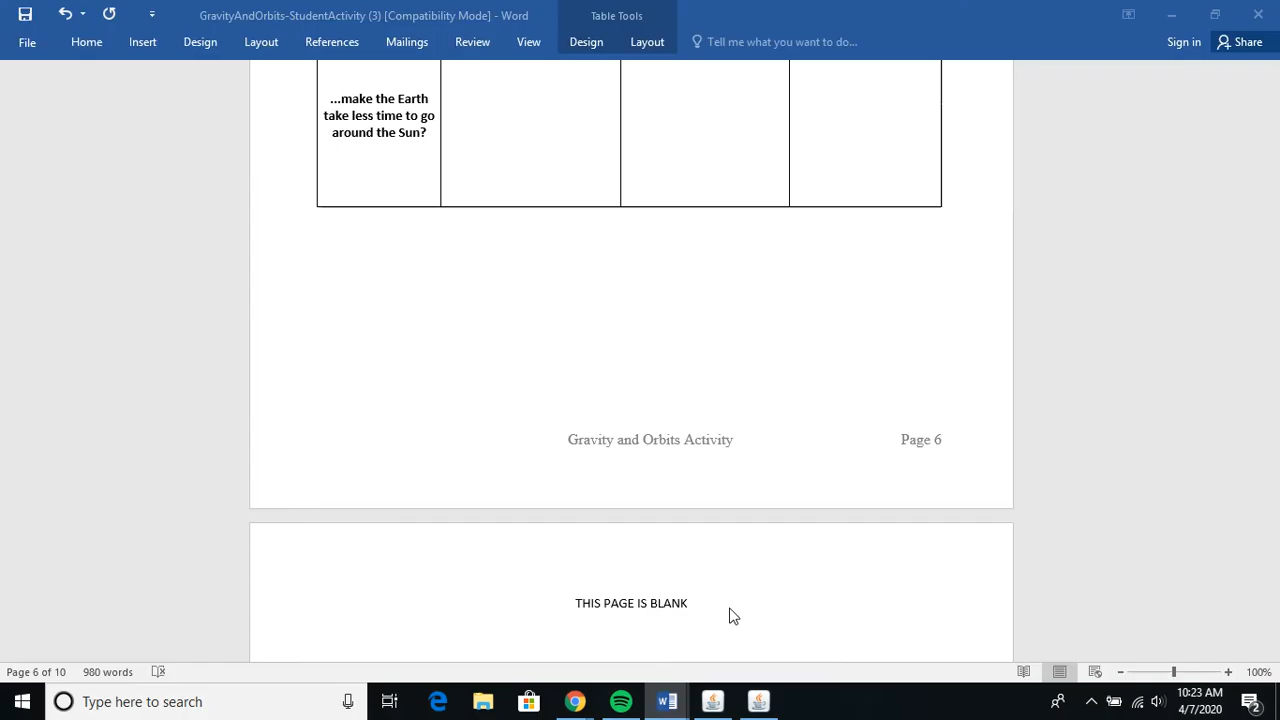 GravityAndOrbits-StudentActivity (3) [Compatibility Mode] - Word
Table Tools
File Home Insert Design Layout References Mailings Review View Design Layout Tell me what you want to do... Sign in Share
...make the Earth
take less time to go
around the Sun?
Gravity and Orbits Activity Page 6
THIS PAGE IS BLANK
Page 6 of 10 980 words 100%
Type here to search
10:23 AM
4/7/2020
2